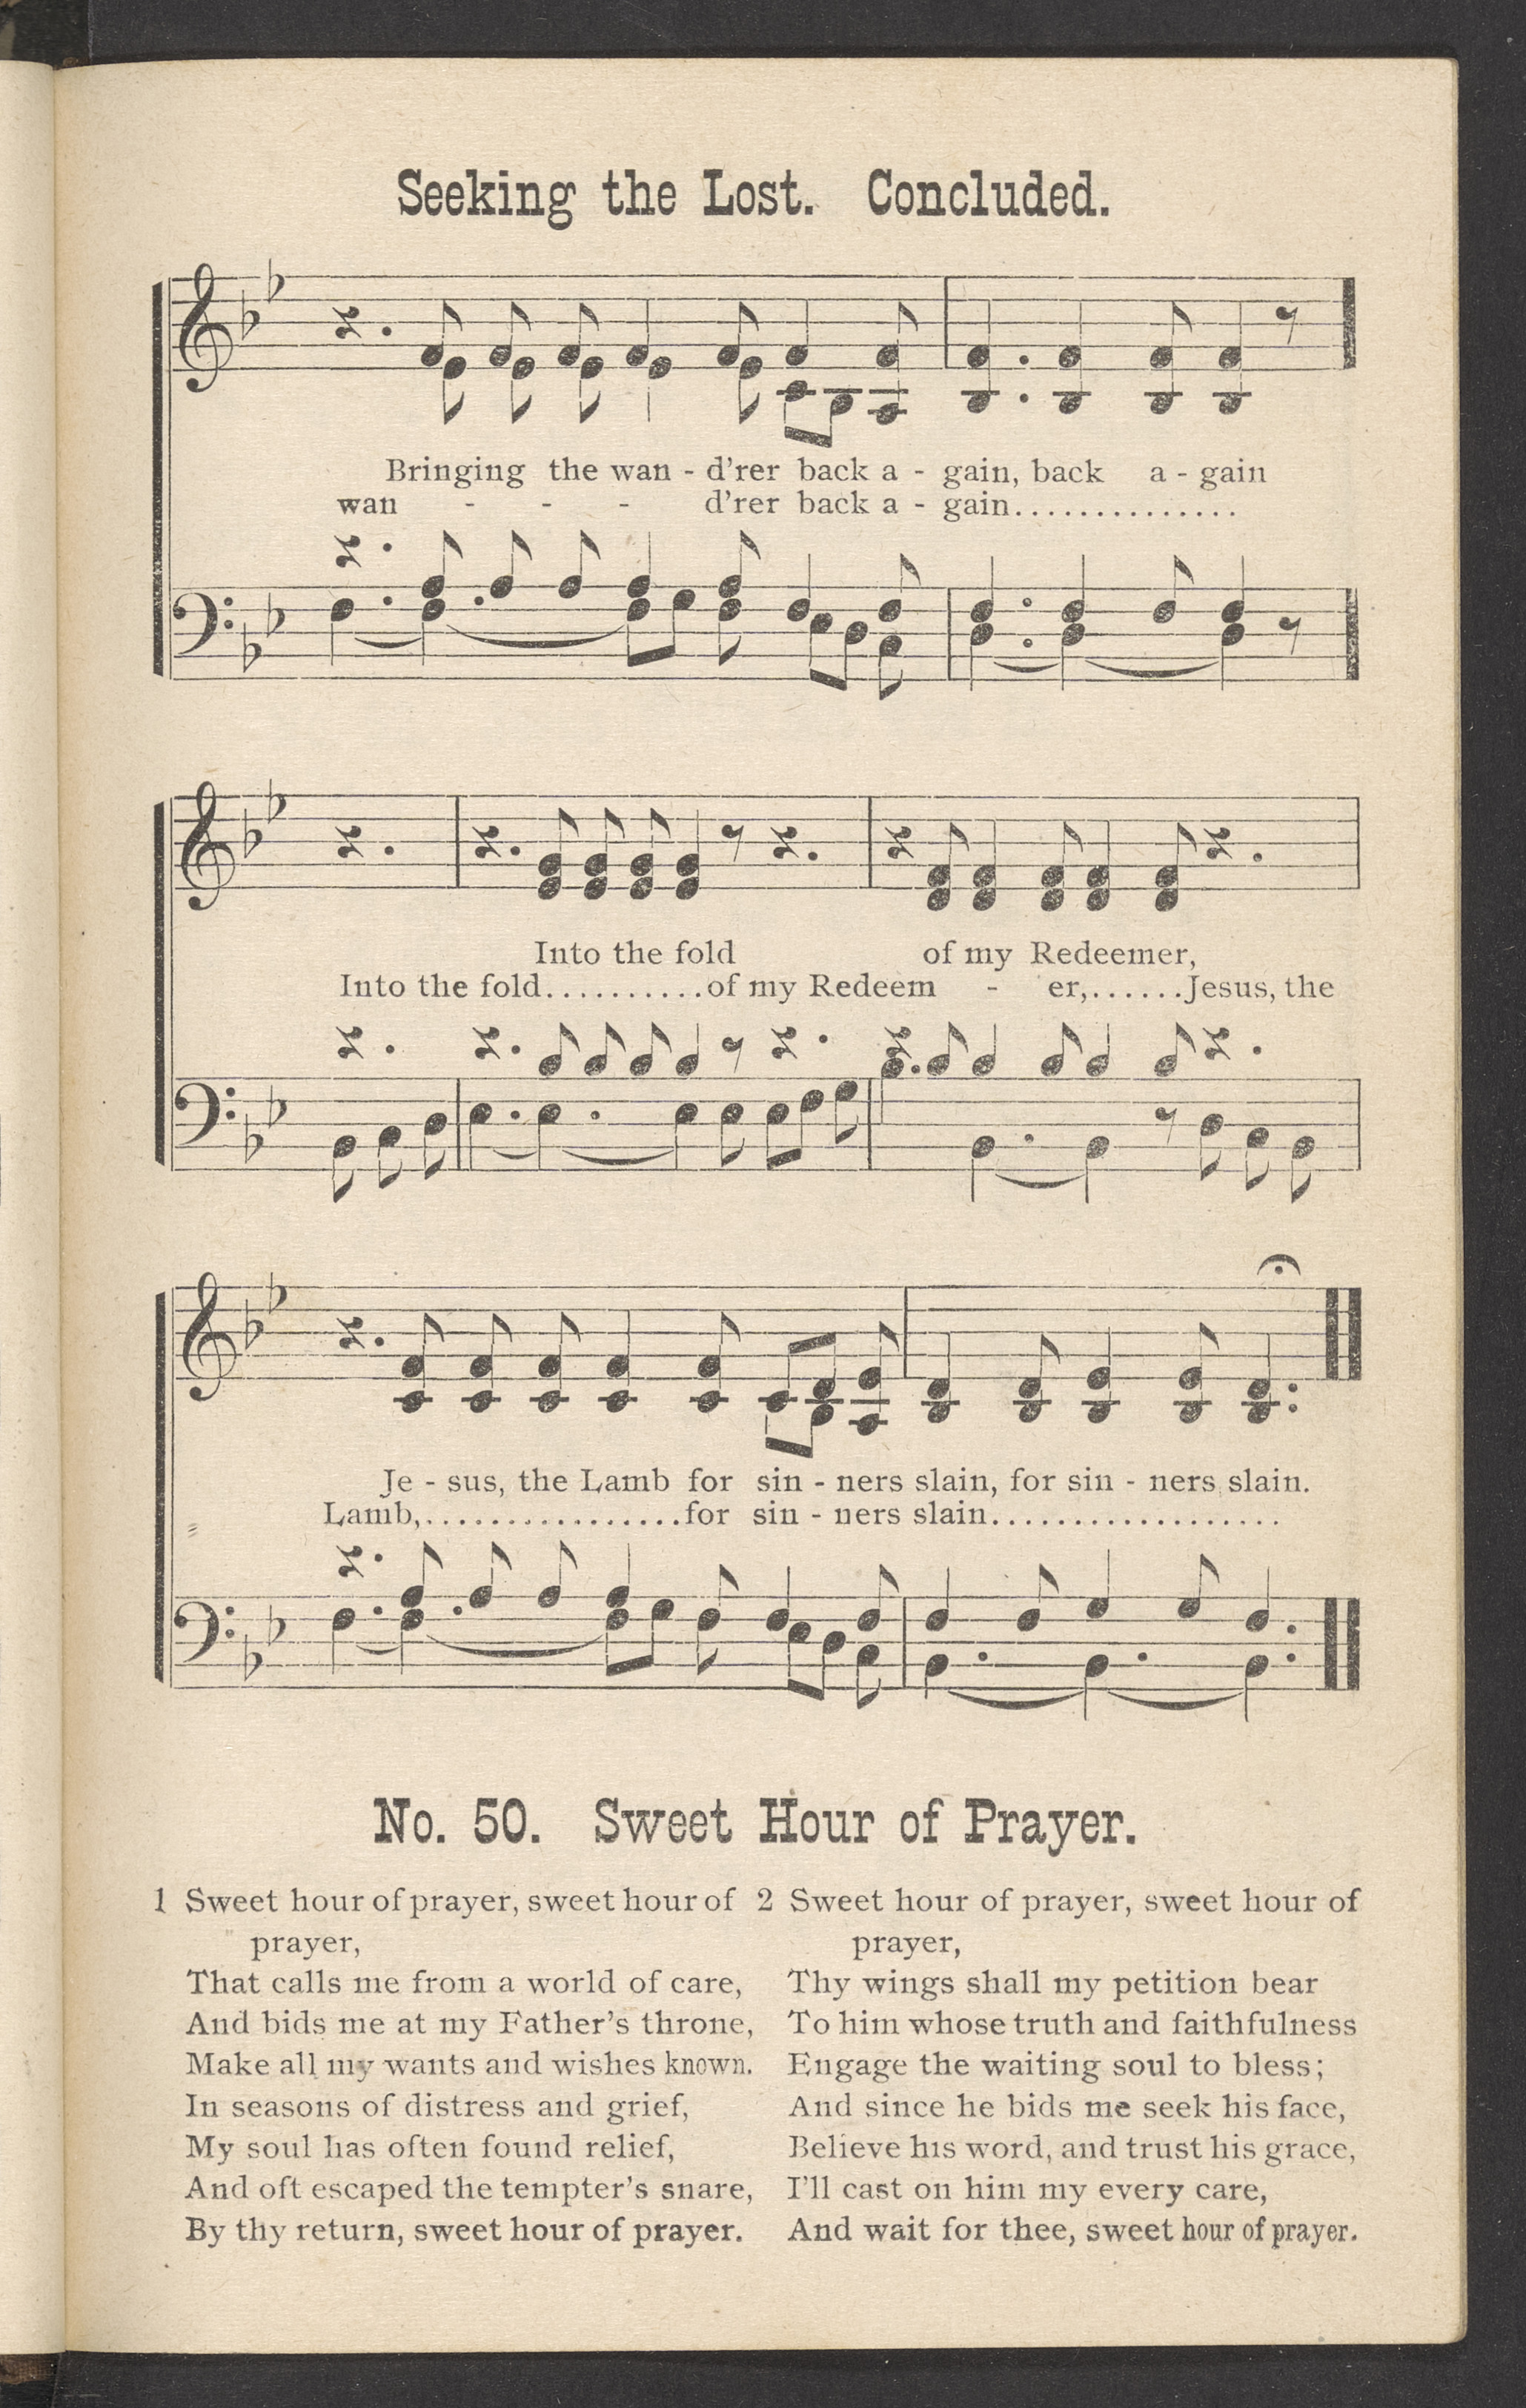 Seeking the Lost. Concluded.
Bringing the wan - d'rer back a - gain, back a - gain
wan - - - d'rer back a - gain..............
Into the fold of my Redeemer,
Into the fold..........of my Redeem - er,......Jesus, the
Je - sus, the Lamb for sin - ners slain, for sin - ners slain.
Lamb,.................for sin - ners slain...................
No. 50. Sweet Hour of Prayer.
1 Sweet hour of prayer, sweet hour of
prayer,
That calls me from a world of care,
And bids me at my Father's throne,
Make all my wants and wishes known.
In seasons of distress and grief,
My soul has often found relief,
And oft escaped the tempter's snare,
By thy return, sweet hour of prayer.
2 Sweet hour of prayer, sweet hour of
prayer,
Thy wings shall my petition bear
To him whose truth and faithfulness
Engage the waiting soul to bless;
And since he bids me seek his face,
Believe his word, and trust his grace,
I'll cast on him my every care,
And wait for thee, sweet hour of prayer.